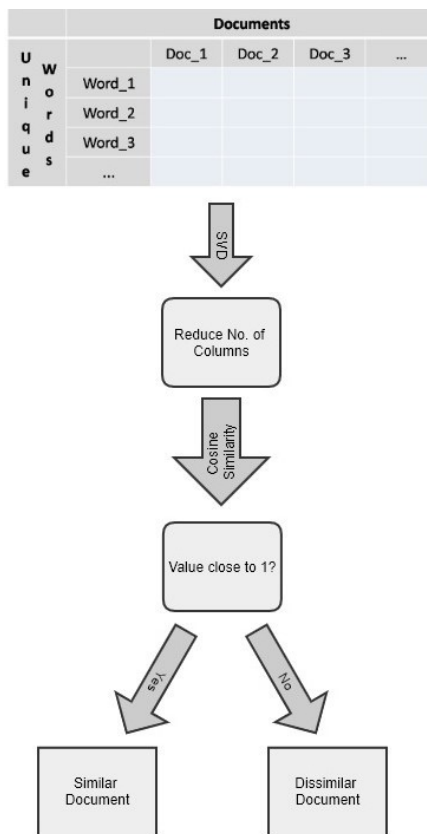 Documents
Doc_1 Doc_2 Doc_3 ...
Unique Words
Word_1
Word_2
Word_3
...
SVD
Reduce No. of
Columns
Cosine
Similarity
Value close to 1?
Yes
No
Similar
Document
Dissimilar
Document